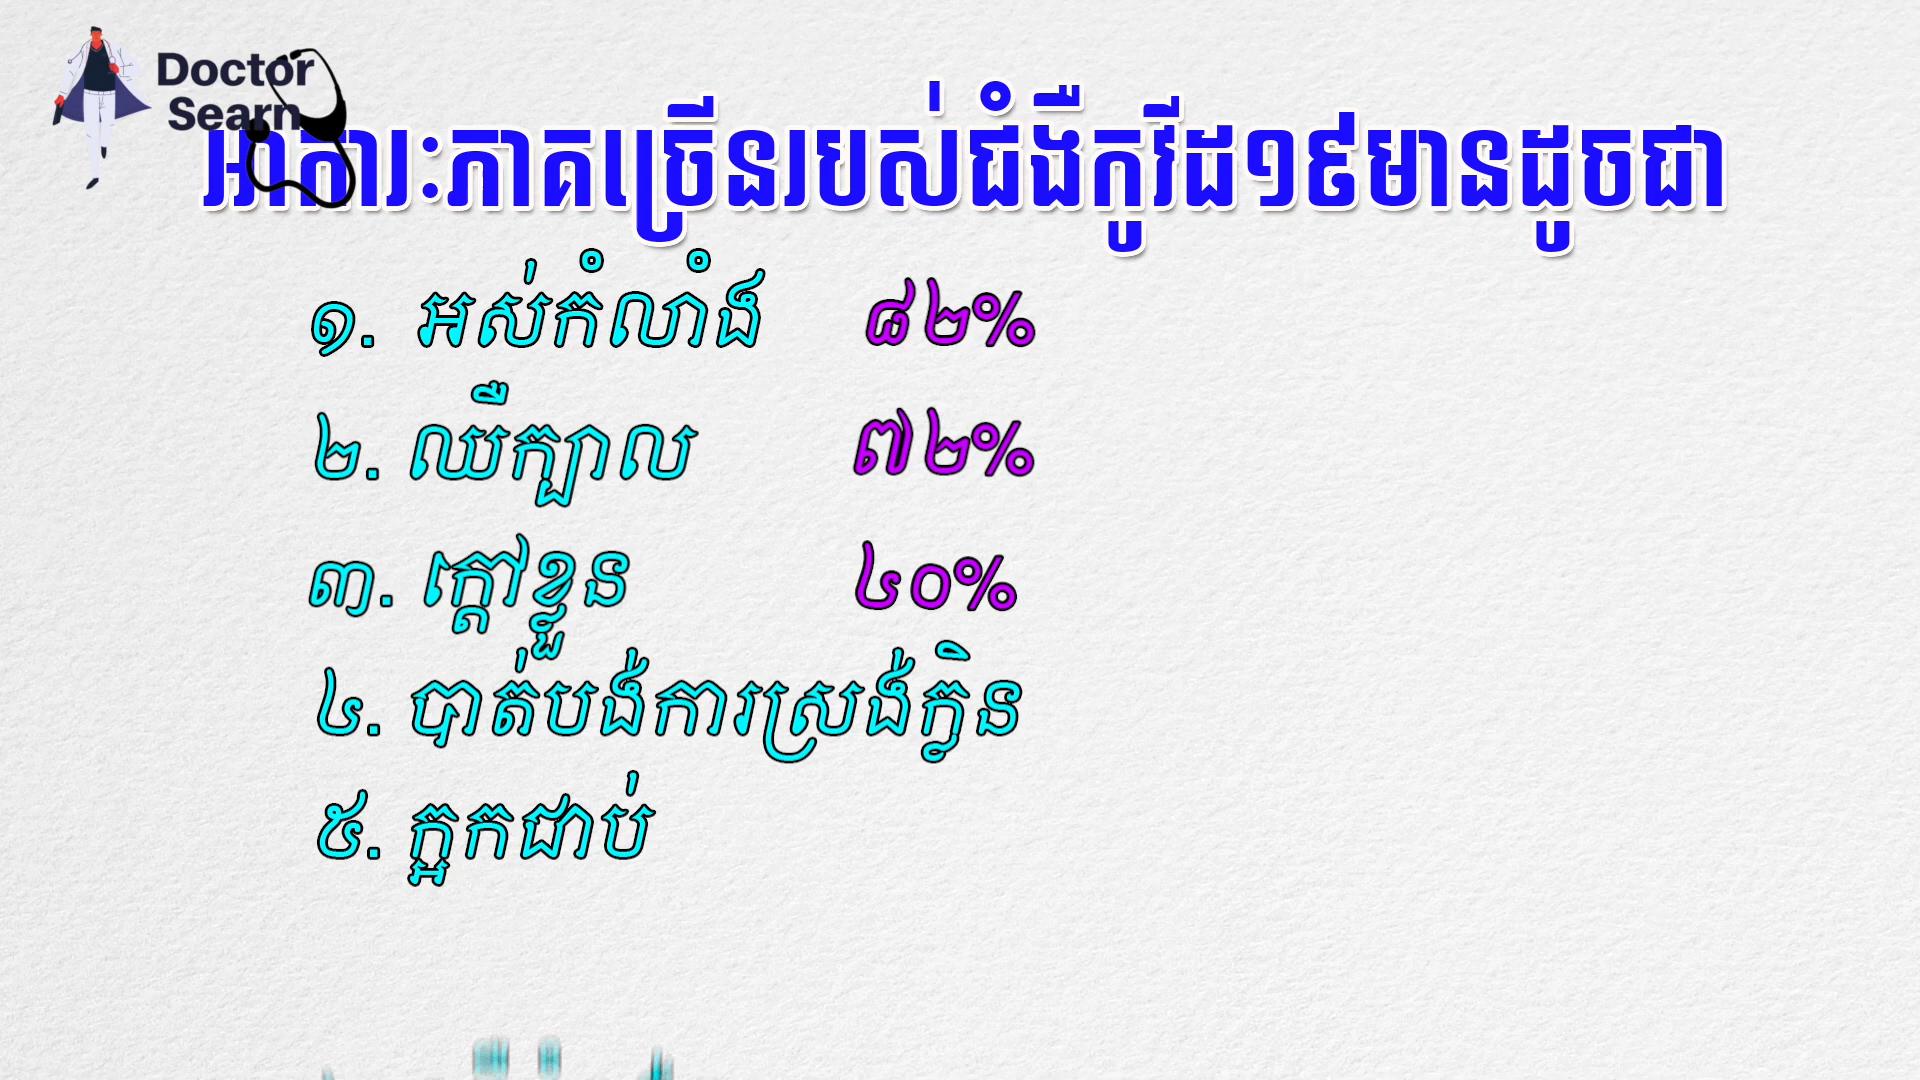 Doctor
Searn
អាការៈភាគច្រើនរបស់ជំងឺកូវីដ១៩មានដូចជា
១. អស់កំលាំង ៨២%
២. ឈឺក្បាល ៧២%
៣. ក្តៅខ្លួន ៤០%
៤. បាត់បង់ការស្រង់ក្លិន
៥. ក្អកជាប់